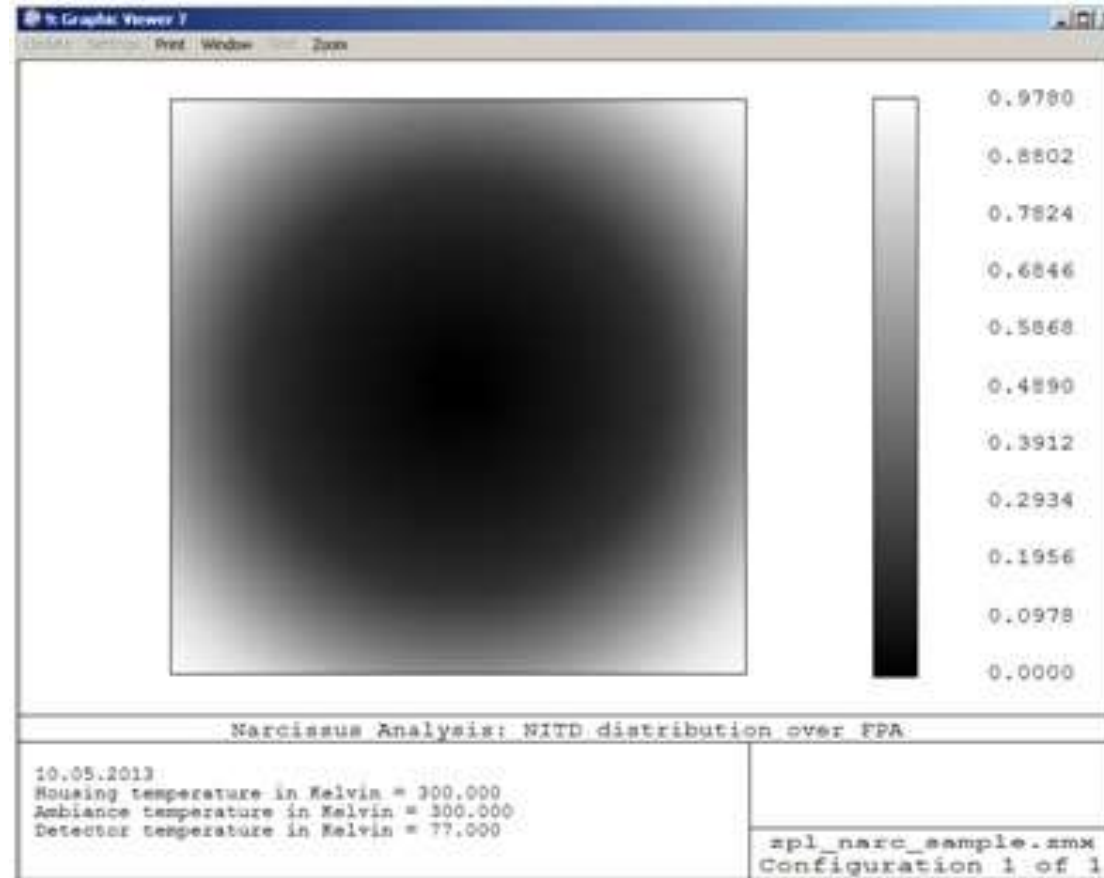 9: Graphic Viewer 7
Update Settings Print Window Text Zoom
0.9780
0.8802
0.7824
0.6846
0.5868
0.4890
0.3912
0.2934
0.1956
0.0978
0.0000
Narcissus Analysis: NITD distribution over FPA
10.05.2013
Housing temperature in Kelvin = 300.000
Ambiance temperature in Kelvin = 300.000
Detector temperature in Kelvin = 77.000
zpl_narc_sample.zmx
Configuration 1 of 1